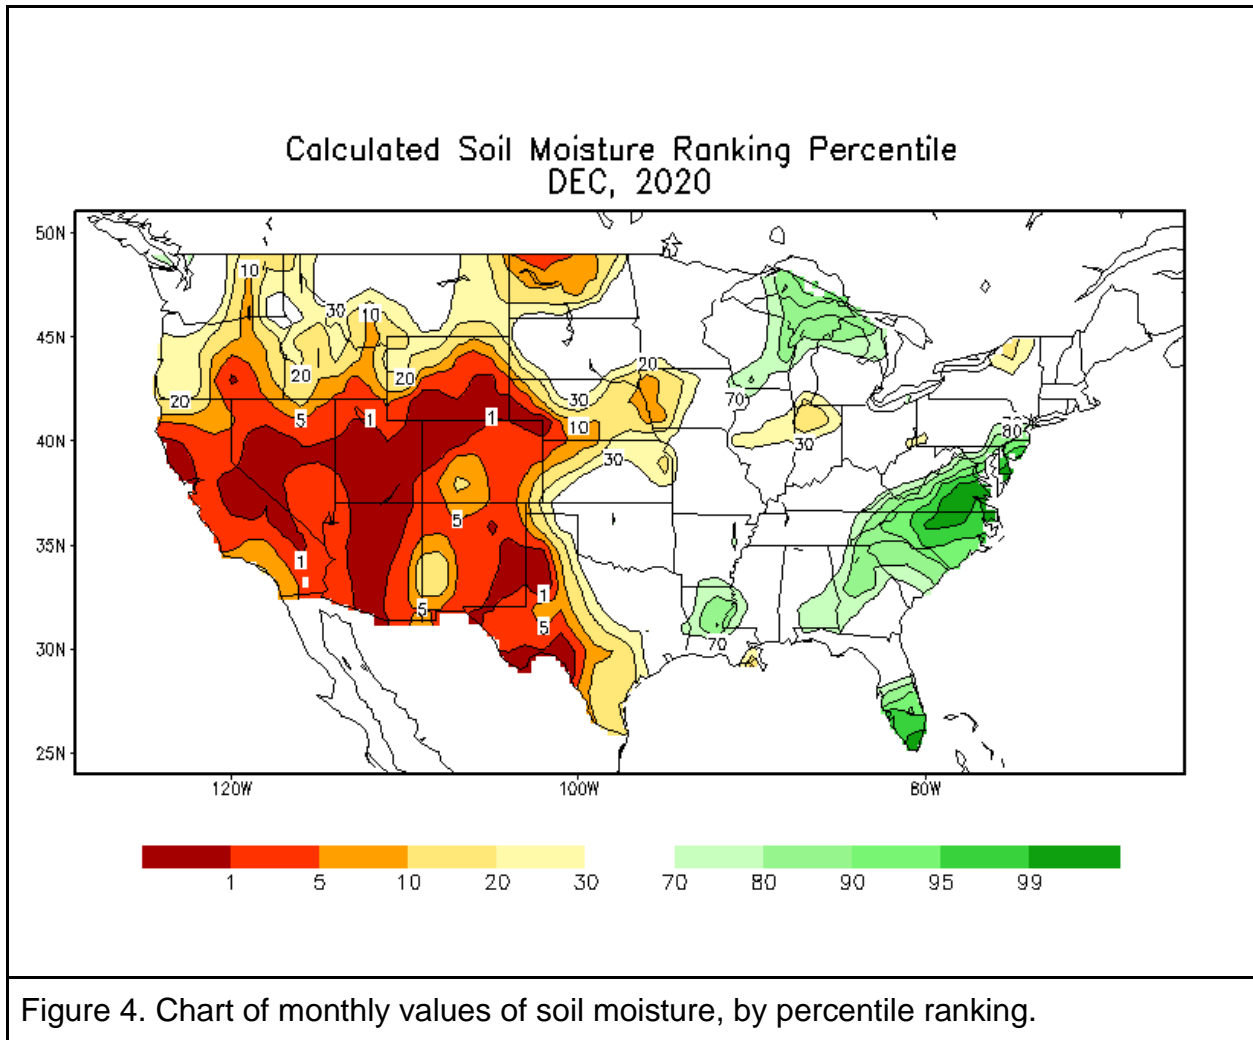 Calculated Soil Moisture Ranking Percentile
DEC, 2020
50N
45N
40N
35N
30N
25N
120W
100W
80W
10
30
10
20
20
20
5
1
1
20
30
10
30
5
1
5
1
5
70
30
80
70
1 5 10 20 30 70 80 90 95 99
Figure 4. Chart of monthly values of soil moisture, by percentile ranking.